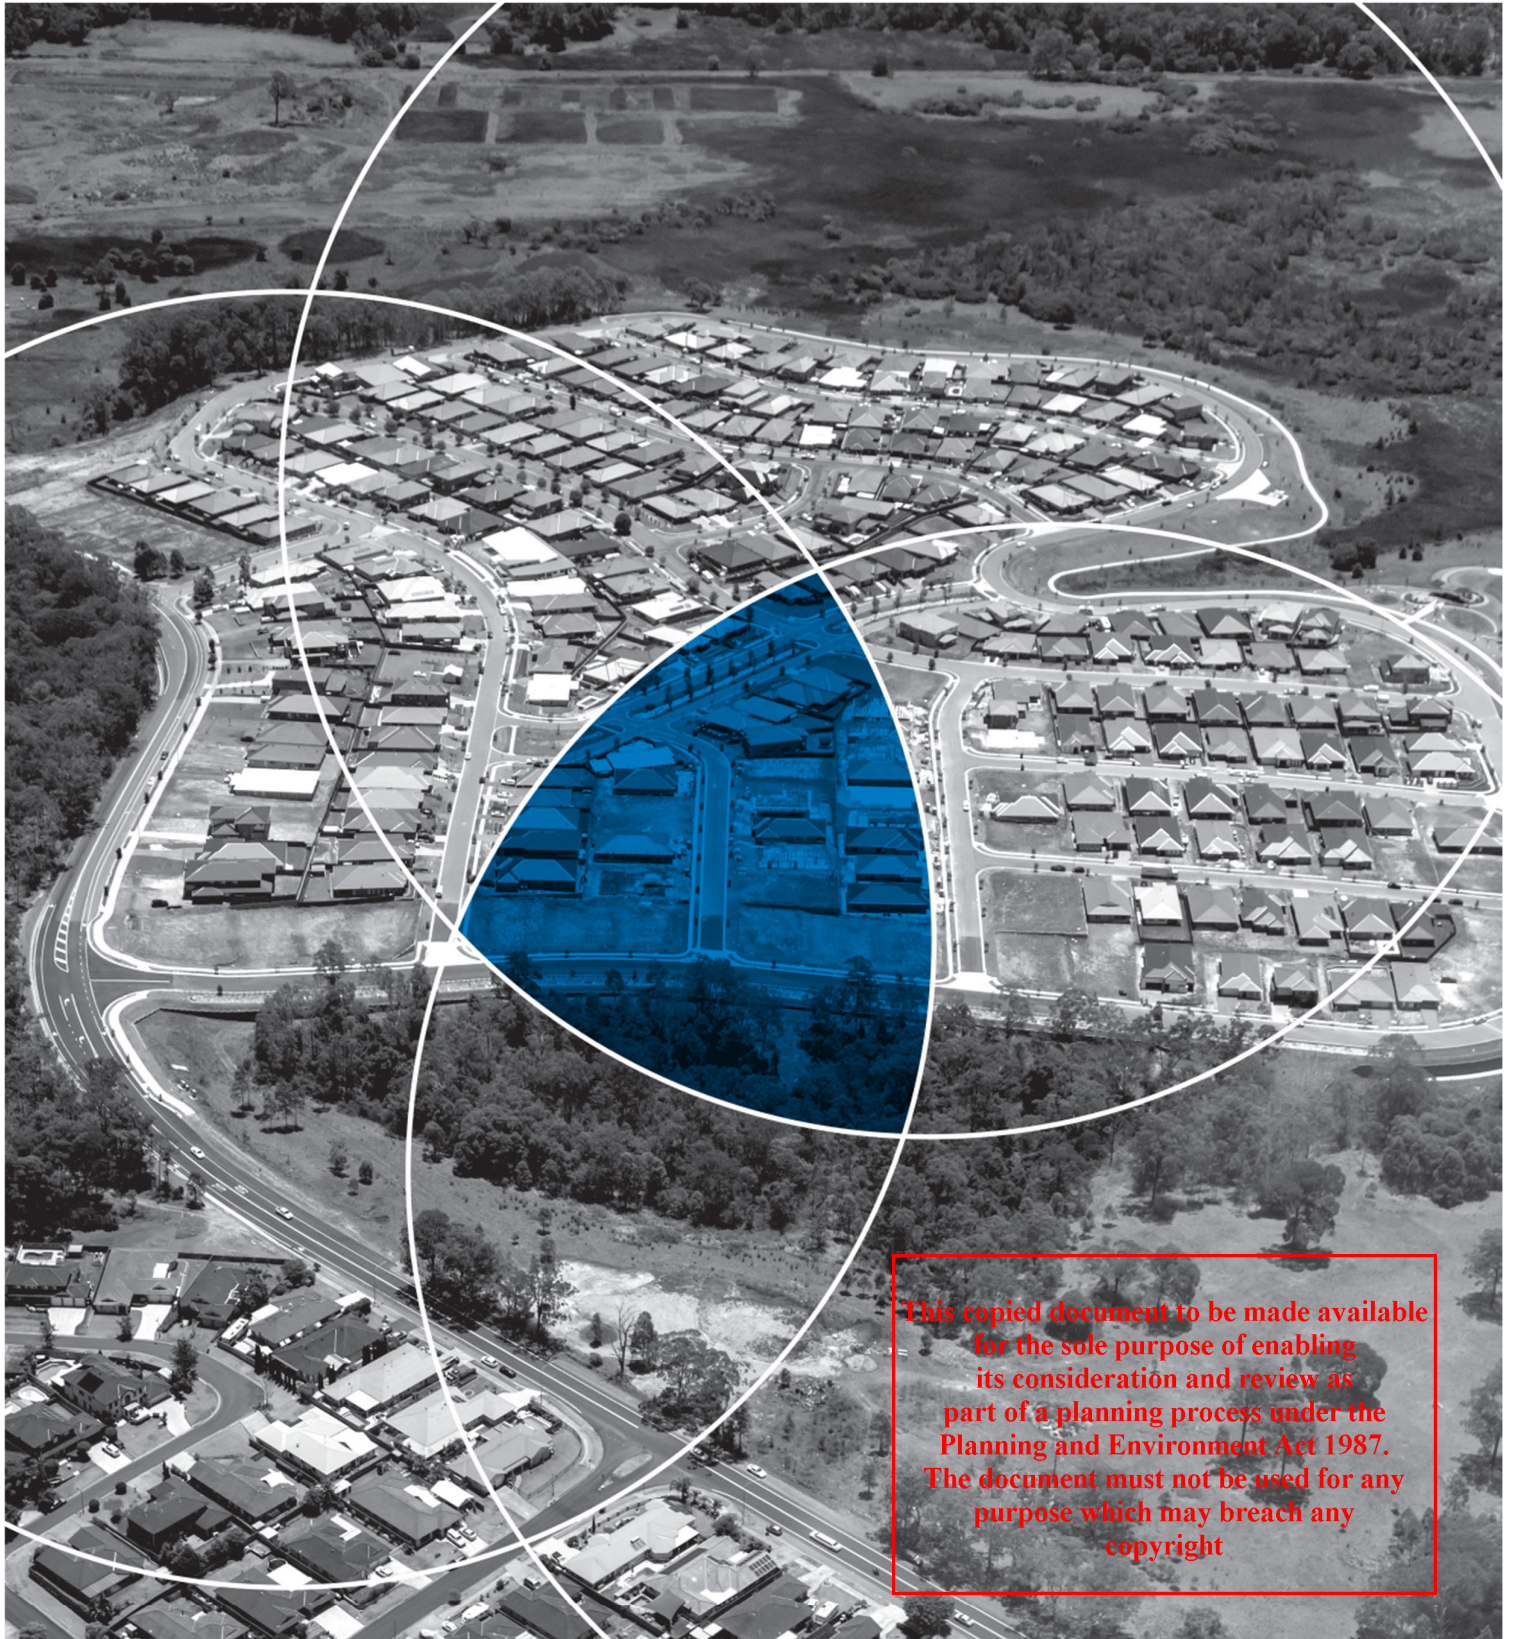 This copied document to be made available
for the sole purpose of enabling
its consideration and review as
part of a planning process under the
Planning and Environment Act 1987.
The document must not be used for any
purpose which may breach any
copyright